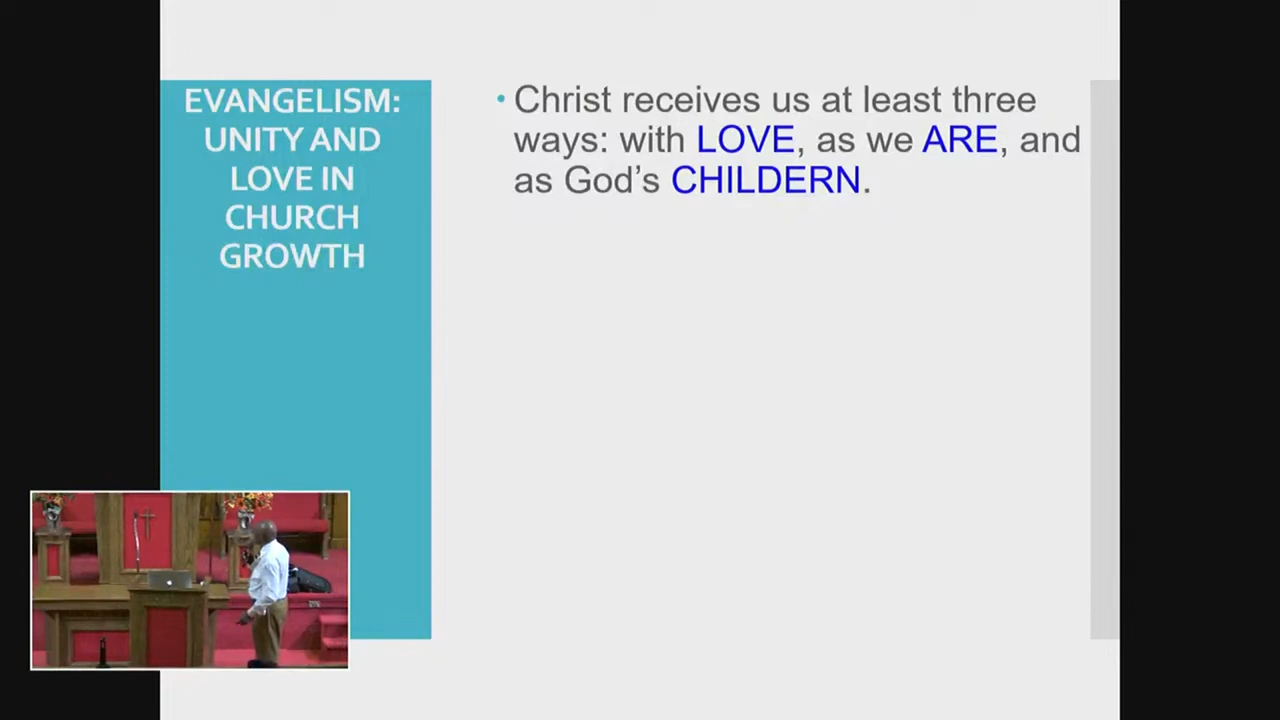 EVANGELISM:
UNITY AND
LOVE IN
CHURCH
GROWTH
• Christ receives us at least three
ways: with LOVE, as we ARE, and
as God’s CHILDERN.